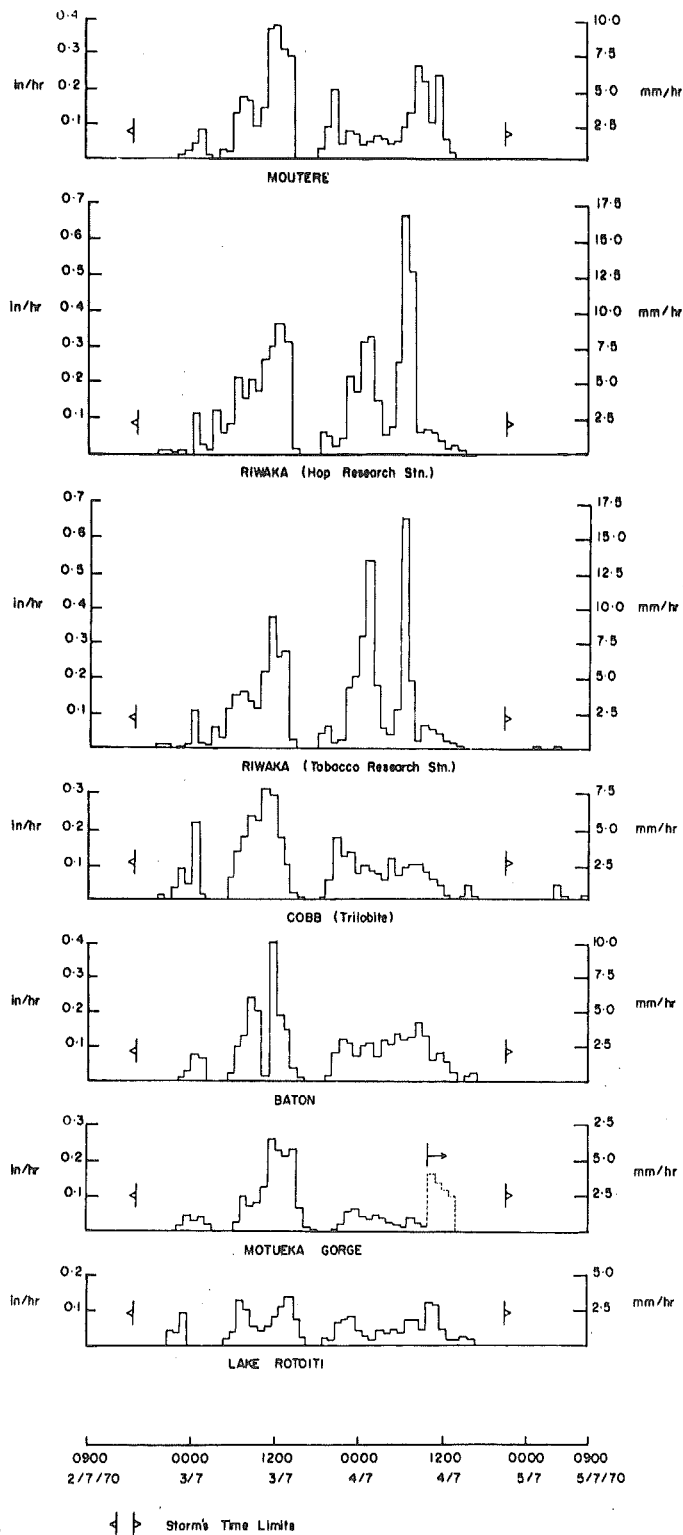 0·4 10·0
0·3 7·5
in/hr 0·2 5·0 mm/hr
0·1 2·5
MOUTERE
0·7 17·5
0·6 15·0
0·5 12·5
in/hr 0·4 10·0 mm/hr
0·3 7·5
0·2 5·0
0·1 2·5
RIWAKA (Hop Research Stn.)
0·7 17·5
0·6 15·0
0·5 12·5
in/hr 0·4 10·0 mm/hr
0·3 7·5
0·2 5·0
0·1 2·5
RIWAKA (Tobacco Research Stn.)
0·3 7·5
in/hr 0·2 5·0 mm/hr
0·1 2·5
COBB (Trilobite)
0·4 10·0
0·3 7·5
in/hr 0·2 5·0 mm/hr
0·1 2·5
BATON
0·3 2·5
in/hr 0·2 5·0 mm/hr
0·1 2·5
MOTUEKA GORGE
0·2 5·0
in/hr 0·1 2·5 mm/hr
LAKE ROTOITI
0900 0000 1200 0000 1200 0000 0900
2/7/70 3/7 3/7 4/7 4/7 5/7 5/7/70
Storm's Time Limits